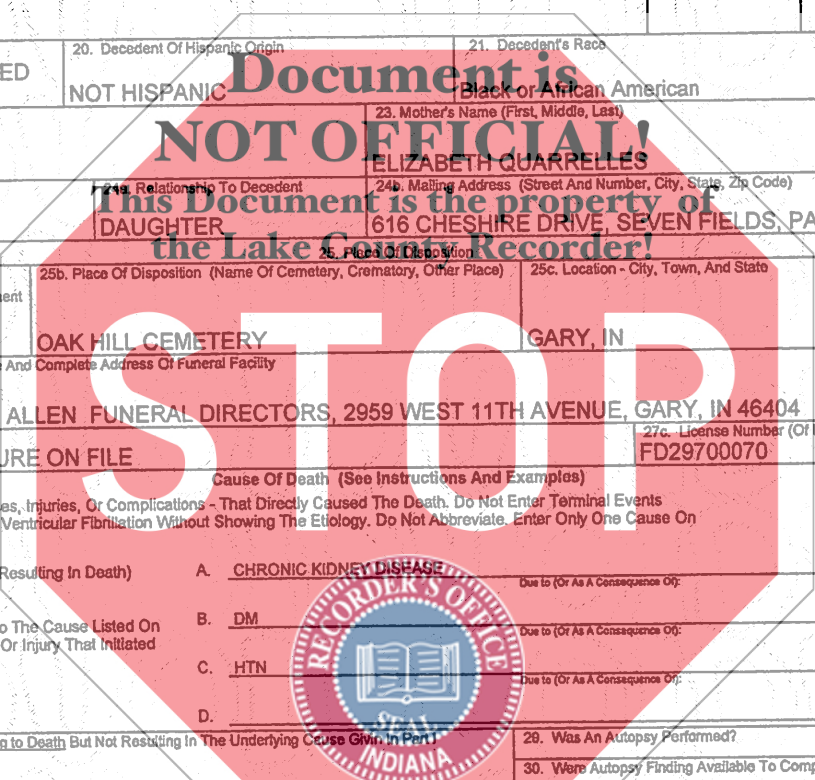 20. Decedent Of Hispanic Origin
21. Decedent's Race
ED
NOT HISPANIC
Black or African American
Document is
NOT OFFICIAL!
This Document is the property of
the Lake County Recorder!
23. Mother's Name (First, Middle, Last)
ELIZABETH QUARRELLES
24a. Relationship To Decedent
24b. Mailing Address (Street And Number, City, State, Zip Code)
DAUGHTER
616 CHESHIRE DRIVE, SEVEN FIELDS, PA
25. Place Of Disposition
25b. Place Of Disposition (Name Of Cemetery, Crematory, Other Place)
25c. Location - City, Town, And State
ent
OAK HILL CEMETERY
GARY, IN
STOP
And Complete Address Of Funeral Facility
ALLEN FUNERAL DIRECTORS, 2959 WEST 11TH AVENUE, GARY, IN 46404
27c. License Number (Of
URE ON FILE
FD29700070
Cause Of Death (See Instructions And Examples)
es, Injuries, Or Complications - That Directly Caused The Death. Do Not Enter Terminal Events
Ventricular Fibrillation Without Showing The Etiology. Do Not Abbreviate. Enter Only One Cause On
Resulting In Death)
A. CHRONIC KIDNEY DISEASE
Due to (Or As A Consequence Of):
o The Cause Listed On
Or Injury That Initiated
B. DM
Due to (Or As A Consequence Of):
C. HTN
Due to (Or As A Consequence Of):
D.
RECORDER'S OFFICE
SEAL
INDIANA
g to Death But Not Resulting In The Underlying Cause Givin In Part I
29. Was An Autopsy Performed?
30. Were Autopsy Finding Available To Comp